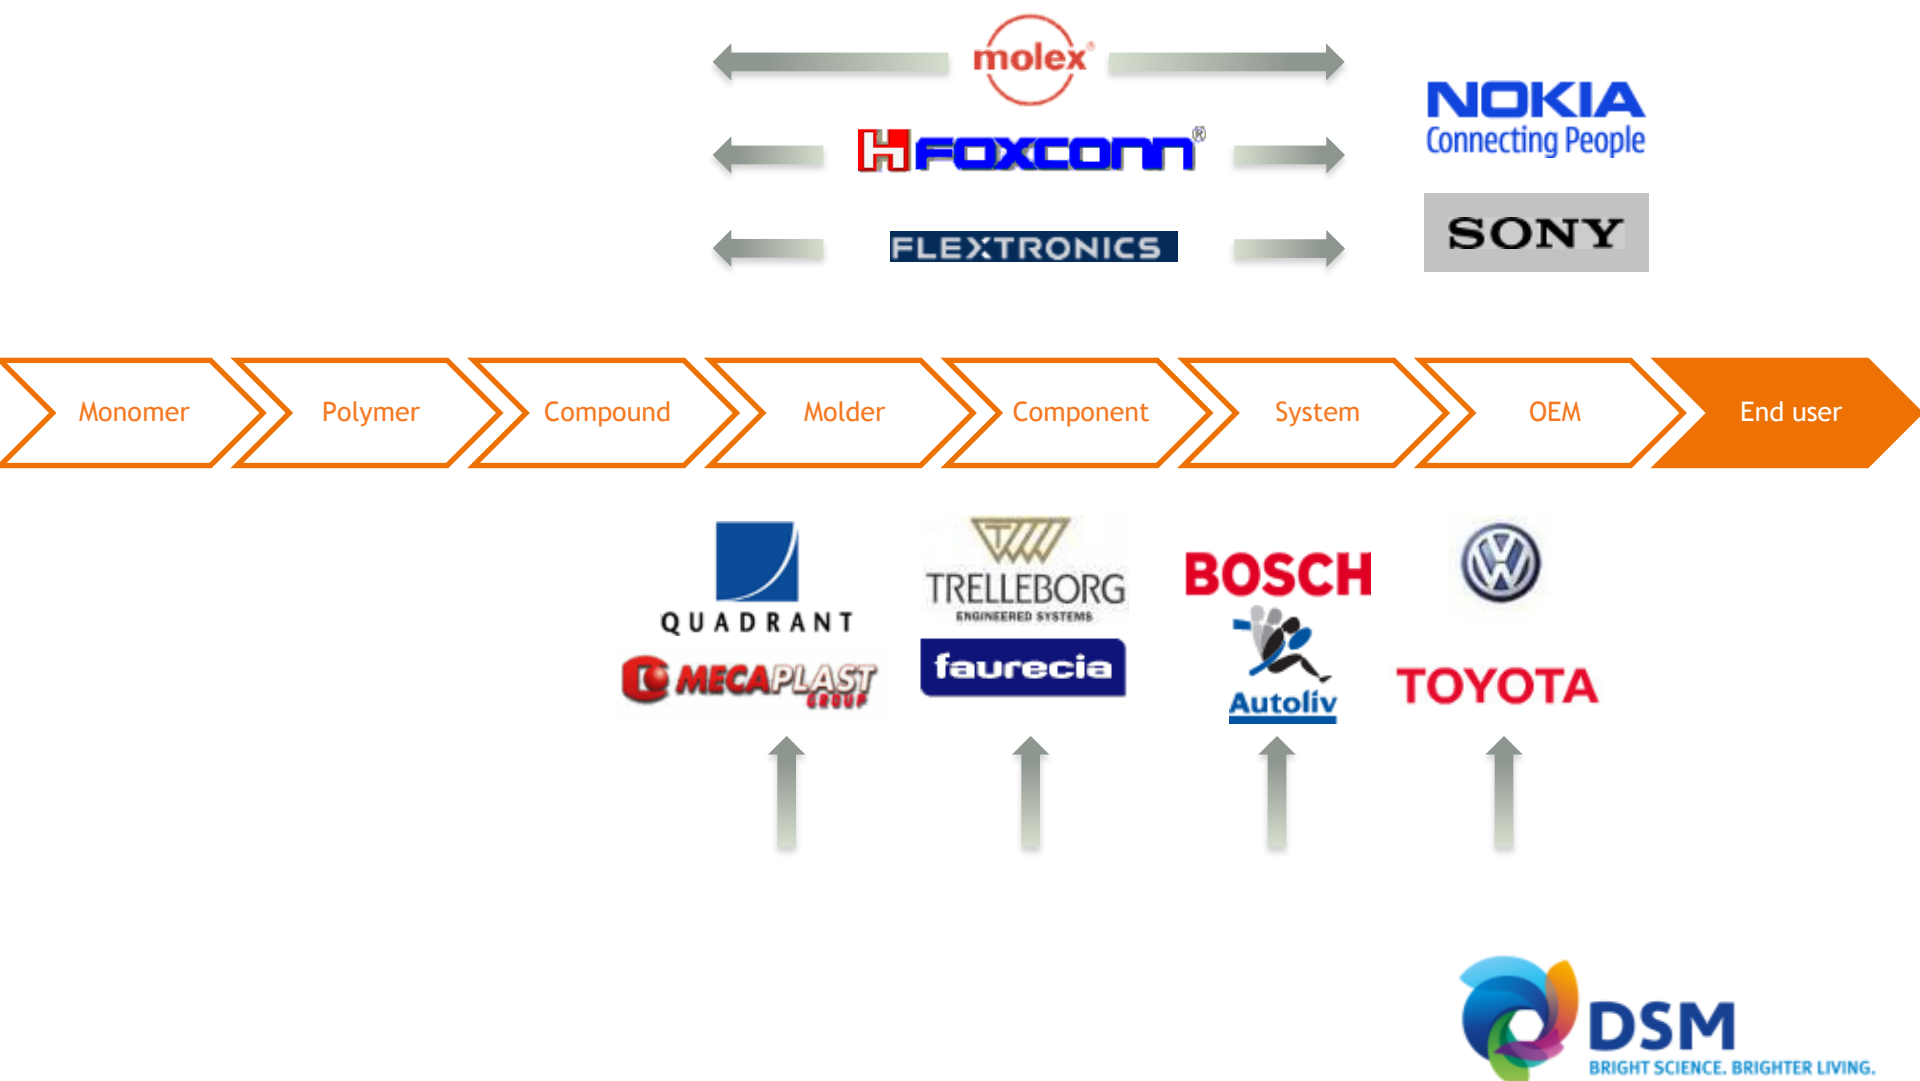 molex®
NOKIA
Connecting People
H FOXCONN®
SONY
FLEXTRONICS
Monomer
Polymer
Compound
Molder
Component
System
OEM
End user
QUADRANT
MECAPLAST
GROUP
TRELLEBORG
ENGINEERED SYSTEMS
faurecia
BOSCH
Autoliv
VW
TOYOTA
DSM
BRIGHT SCIENCE. BRIGHTER LIVING.